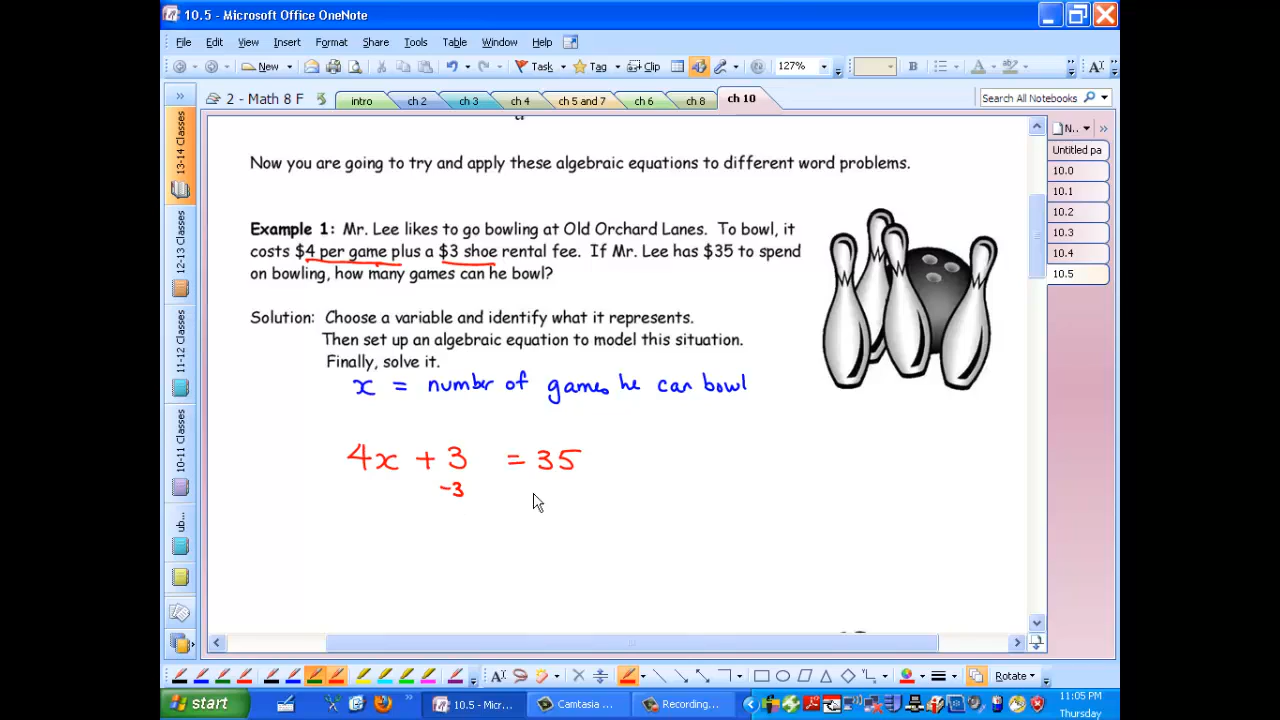 10.5 - Microsoft Office OneNote
File Edit View Insert Format Share Tools Table Window Help
New Task Tag Clip 127% B A ab A
2 - Math 8 F intro ch 2 ch 3 ch 4 ch 5 and 7 ch 6 ch 8 ch 10 Search All Notebooks
13-14 Classes
12-13 Classes
11-12 Classes
10-11 Classes
ub...
N..
Untitled pa
10.0
10.1
10.2
10.3
10.4
10.5
Now you are going to try and apply these algebraic equations to different word problems.
Example 1: Mr. Lee likes to go bowling at Old Orchard Lanes. To bowl, it
costs $4 per game plus a $3 shoe rental fee. If Mr. Lee has $35 to spend
on bowling, how many games can he bowl?
Solution: Choose a variable and identify what it represents.
Then set up an algebraic equation to model this situation.
Finally, solve it.
x = number of games he can bowl
4x + 3 = 35
-3
Rotate
start 10.5 - Micr... Camtasia ... Recording... 11:05 PM
Thursday